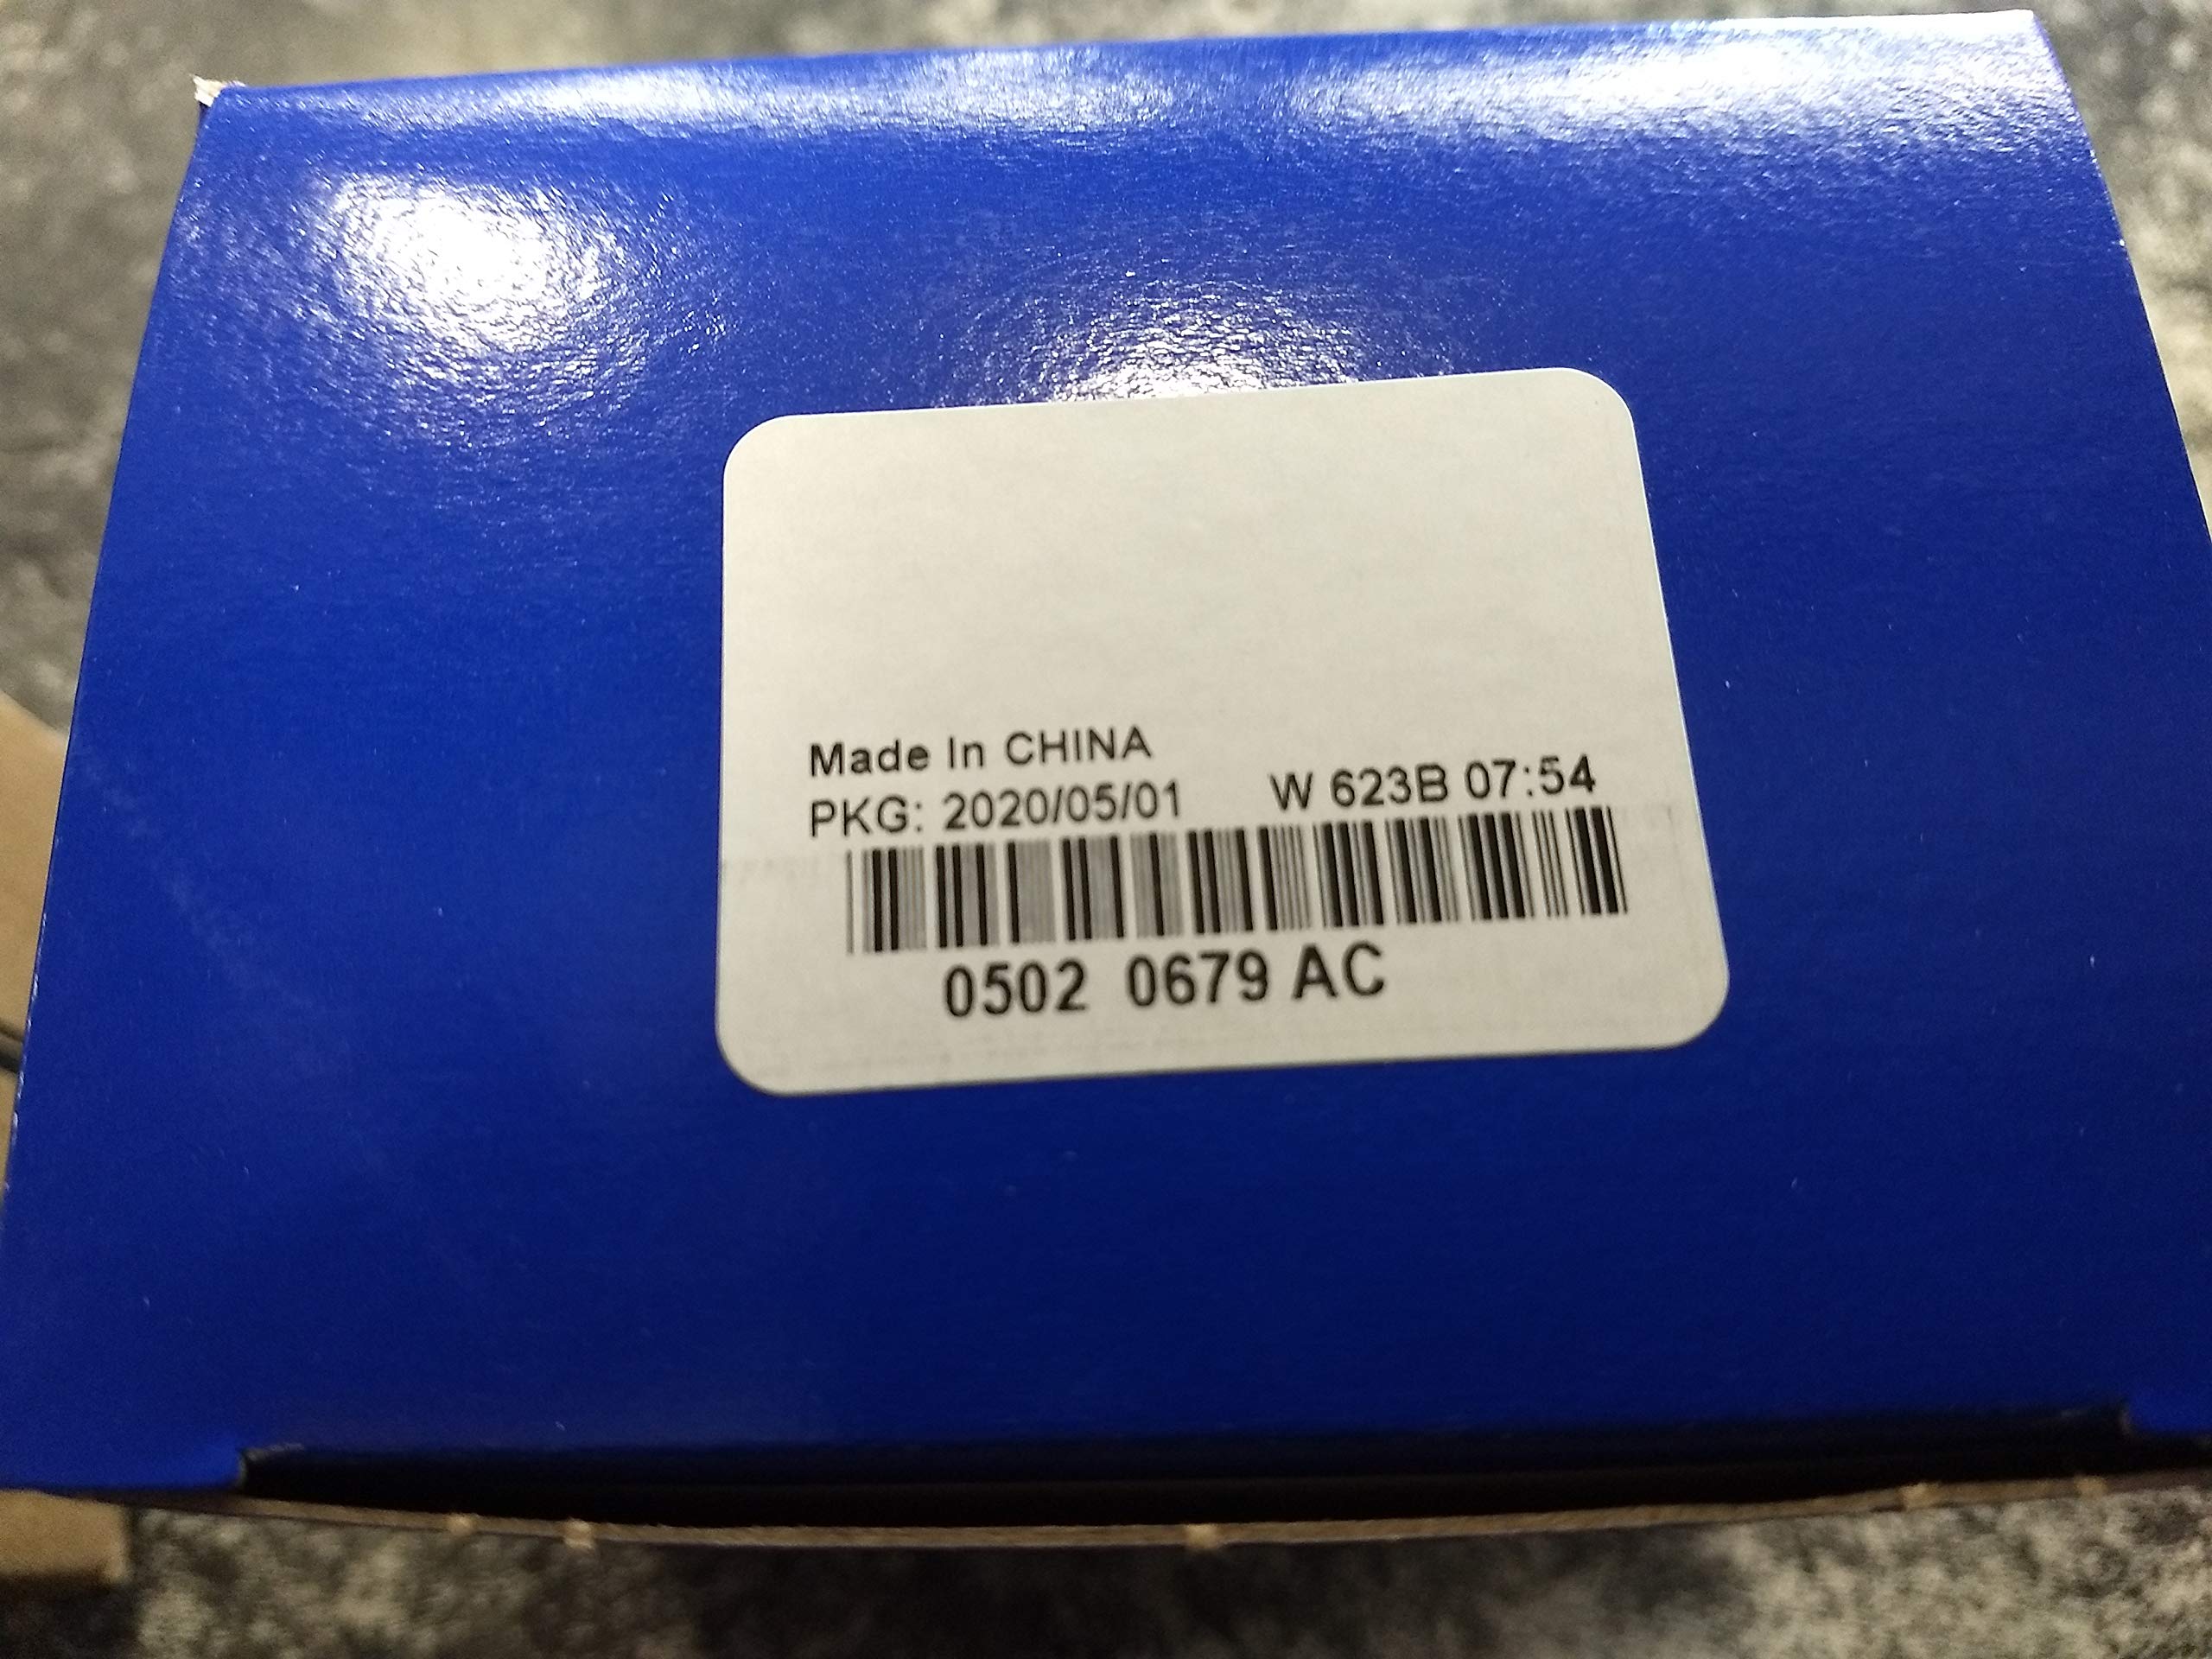 Made In CHINA
PKG: 2020/05/01 W 623B 07:54
0502 0679 AC